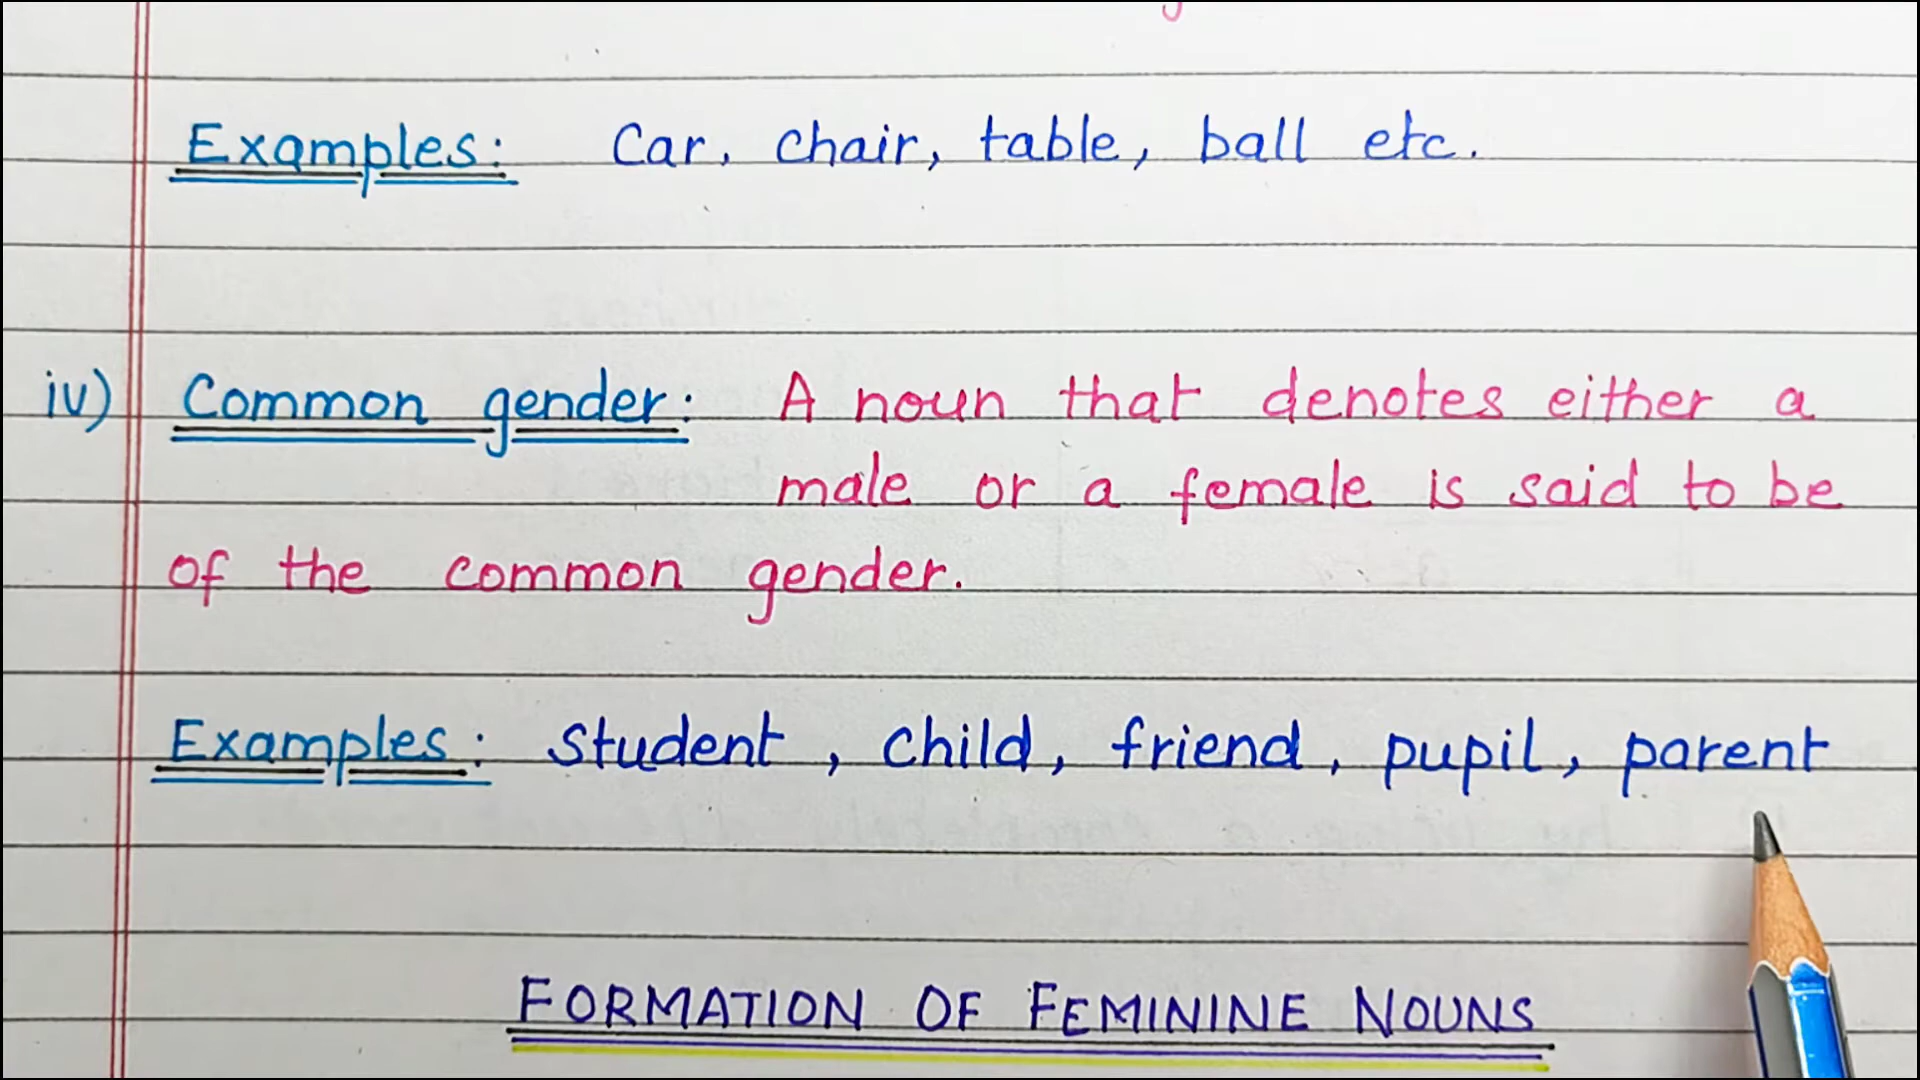 Examples: Car, chair, table, ball etc.
iv) Common gender: A noun that denotes either a
male or a female is said to be
of the common gender.
Examples: Student, child, friend, pupil, parent
FORMATION OF FEMININE NOUNS